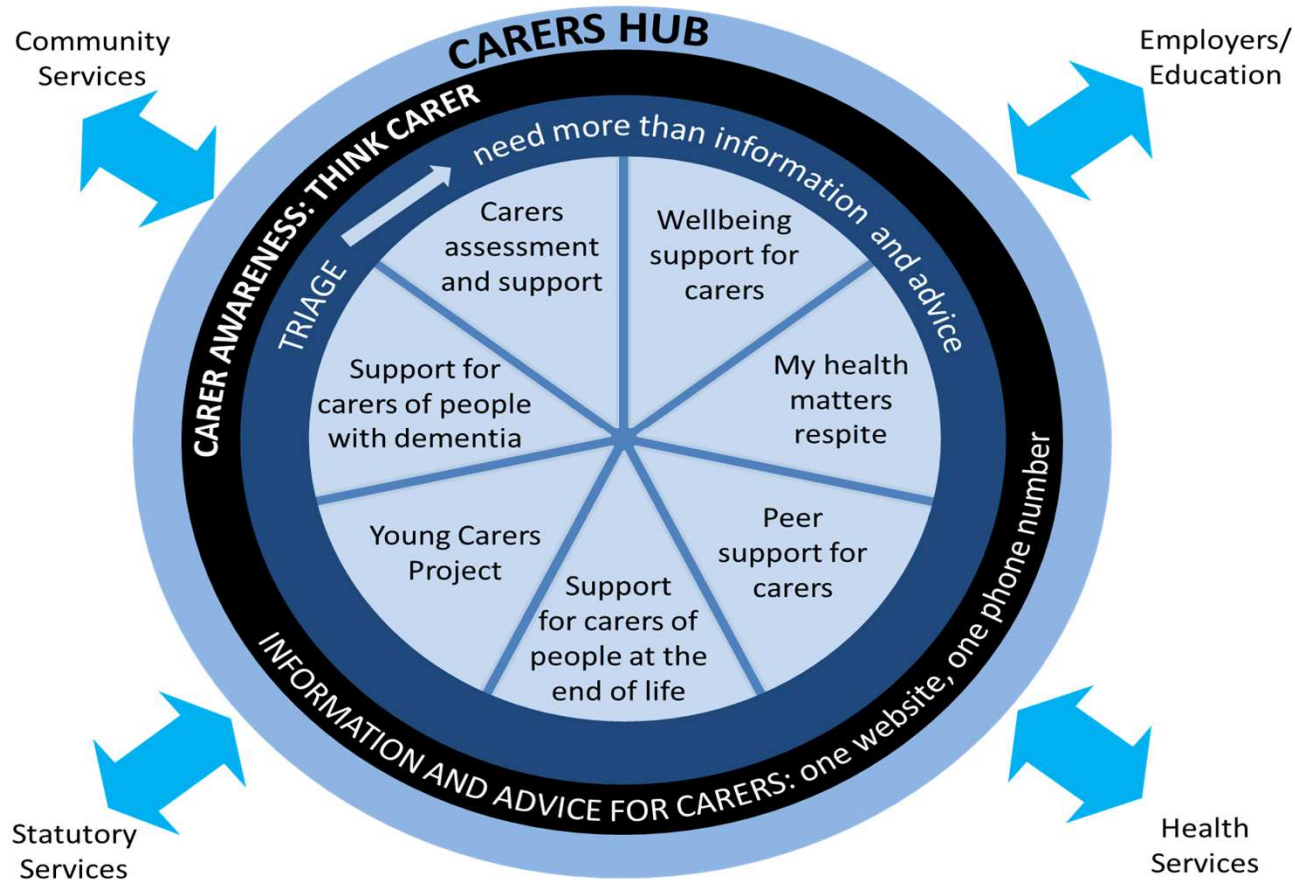 Community
Services
CARERS HUB
Employers/
Education
CARER AWARENESS: THINK CARER
TRIAGE
need more than information and advice
Carers
assessment
and support
Wellbeing
support for
carers
My health
matters
respite
Peer
support for
carers
Support
for carers of
people at the
end of life
Young Carers
Project
Support for
carers of people
with dementia
INFORMATION AND ADVICE FOR CARERS: one website, one phone number
Statutory
Services
Health
Services